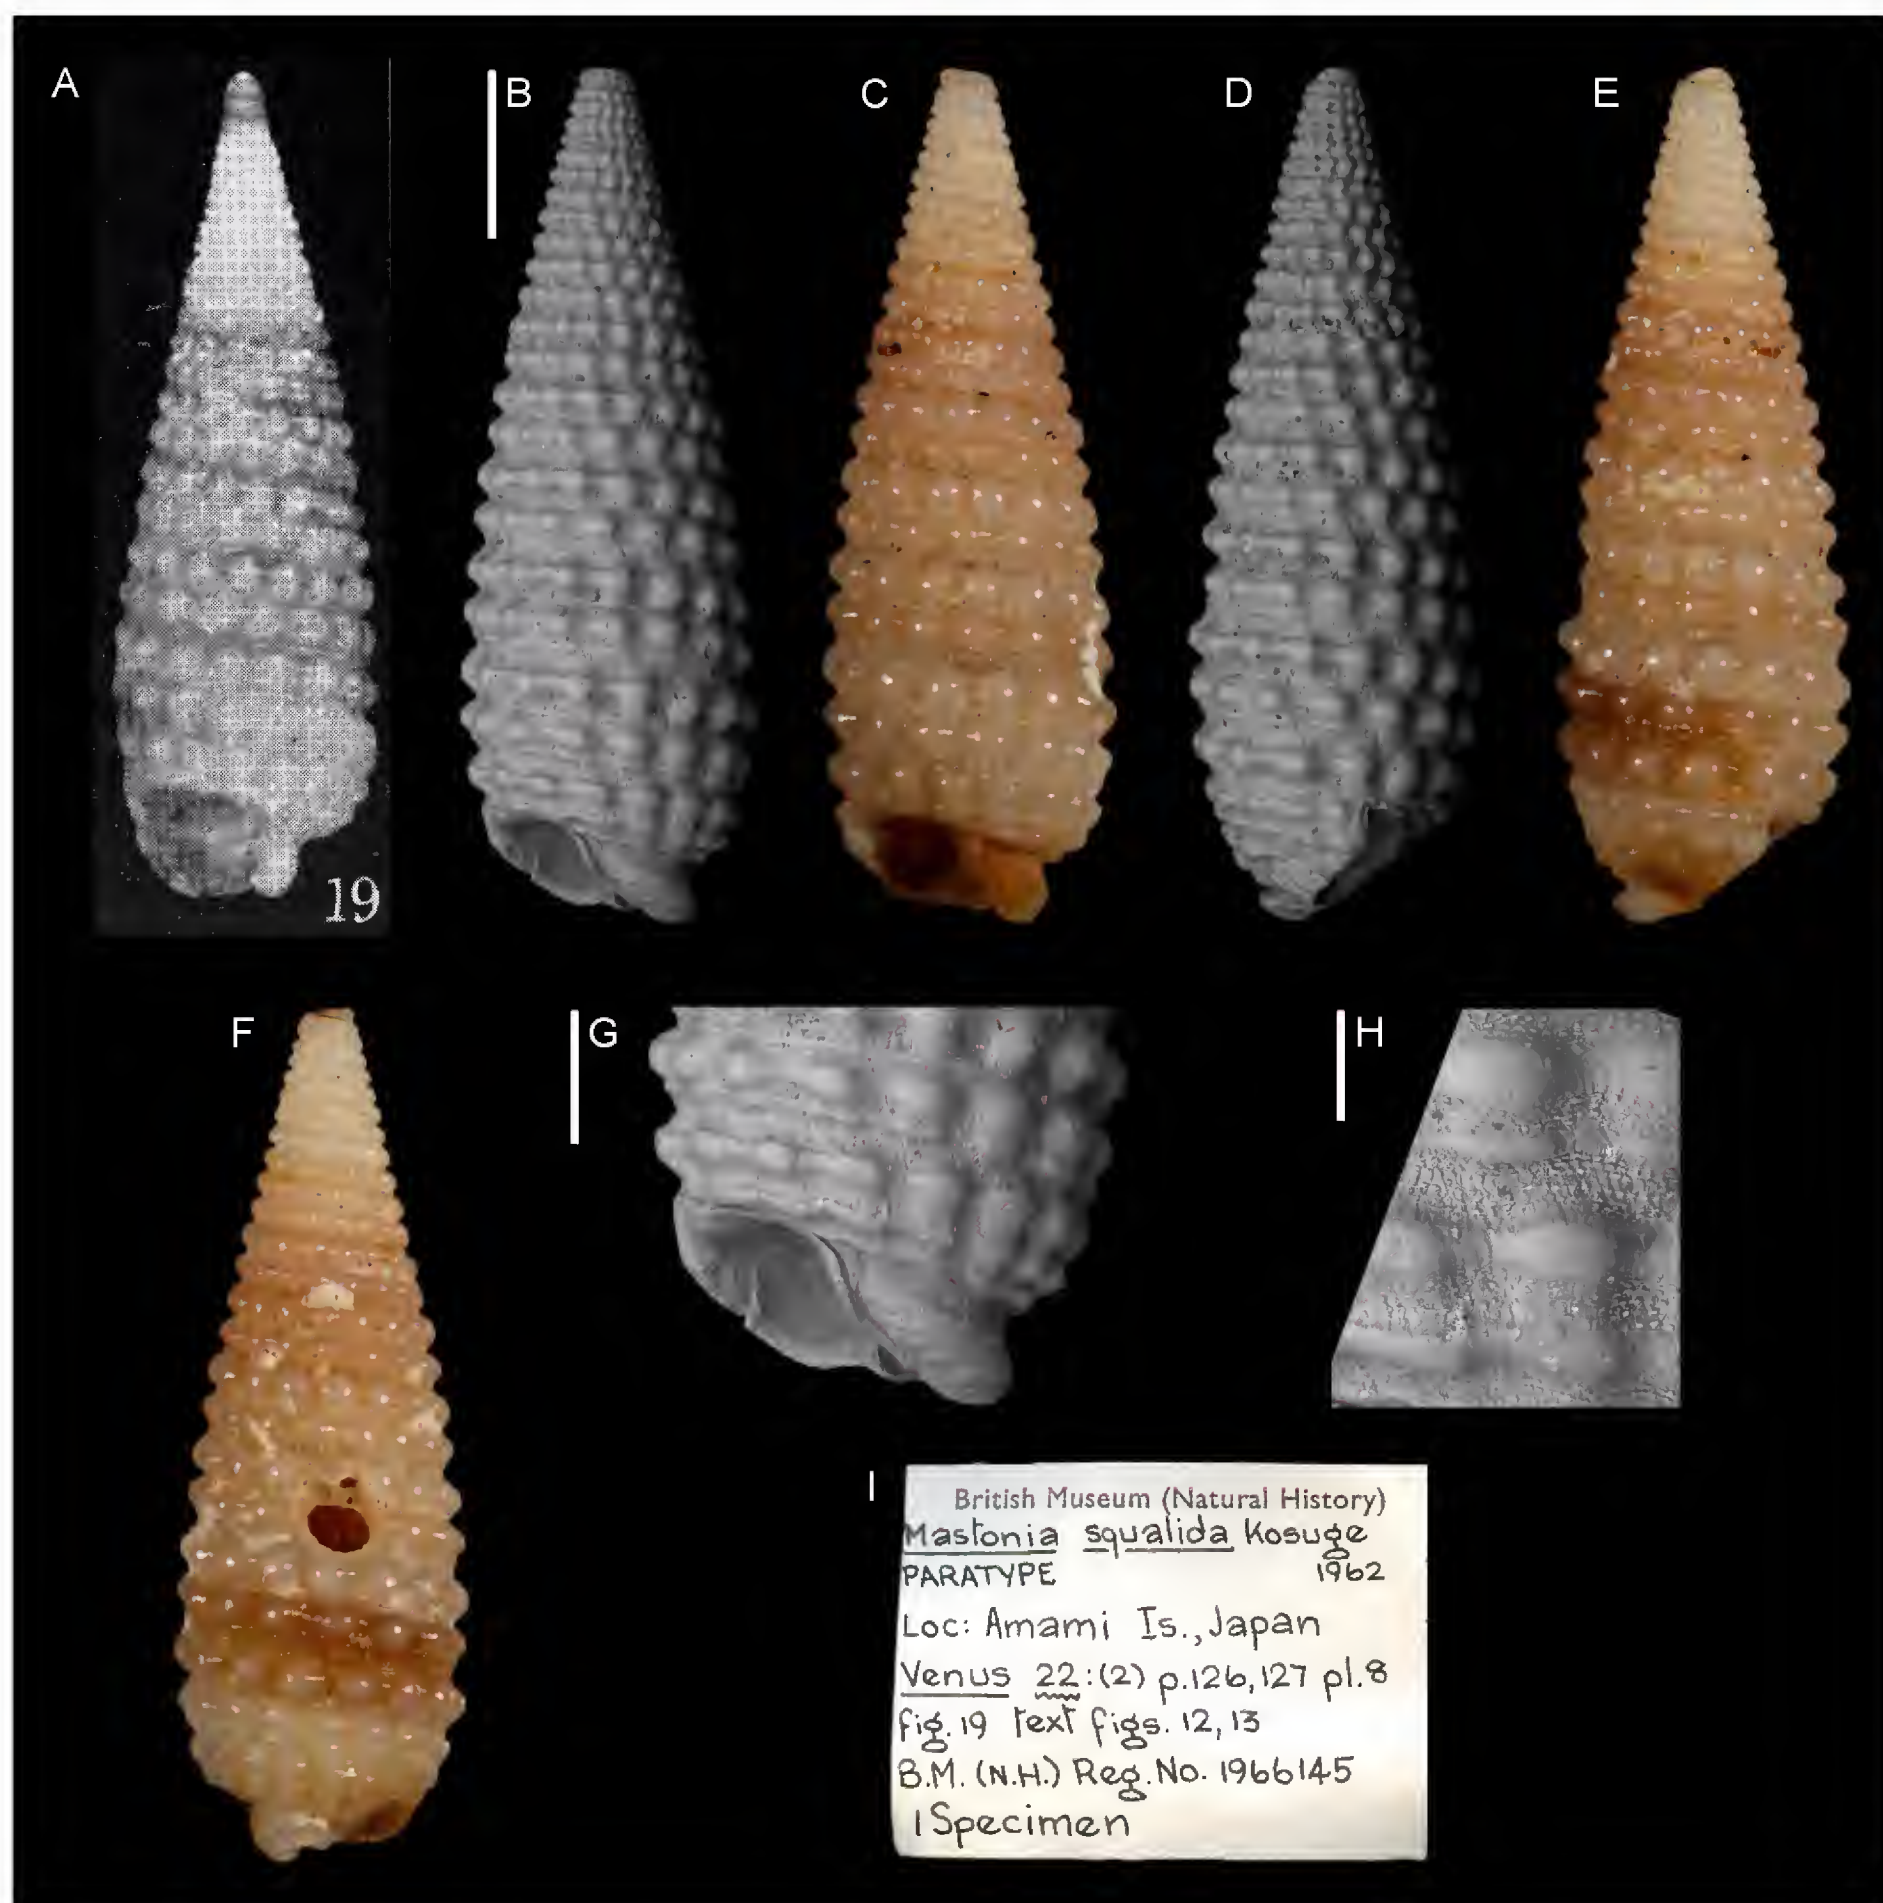 A
B
C
D
E
19
F
G
H
I
British Museum (Natural History)
Mastonia squalida Kosuge
PARATYPE 1962
Loc: Amami Is., Japan
Venus 22:(2) p.126, 127 pl.8
fig. 19 text figs. 12, 13
B.M. (N.H.) Reg. No. 1966145
1 Specimen